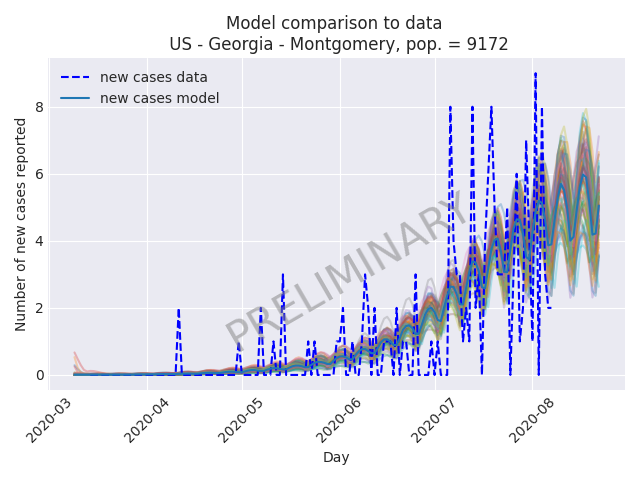 Model comparison to data
US - Georgia - Montgomery, pop. = 9172
new cases data
new cases model
Number of new cases reported
8
6
4
2
0
PRELIMINARY
2020-03
2020-04
2020-05
2020-06
2020-07
2020-08
Day